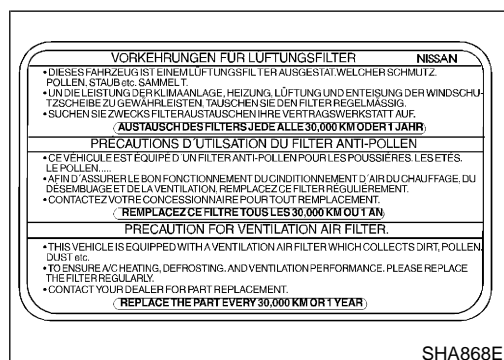 VORKEHRUNGEN FÜR LÜFTUNGSFILTER NISSAN
• DIESES FAHRZEUG IST EINEM LÜFTUNGSFILTER AUSGESTAT.WELCHER SCHMUTZ.
POLLEN, STAUB etc. SAMMELT.
• UN DIE LEISTUNG DER KLIMAANLAGE, HEIZUNG, LÜFTUNG UND ENTEISUNG DER WINDSCHU-
TZSCHEIBE ZU GEWÄHRLEISTEN, TAUSCHEN SIE DEN FILTER REGELMÄSSIG.
• SUCHEN SIE ZWECKS FILTERAUSTAUSCHEN IHRE VERTRAGSWERKSTATT AUF.
AUSTAUSCH DES FILTERS JEDE ALLE 30,000 KM ODER 1 JAHR
PRÉCAUTIONS D´UTILSATION DU FILTER ANTI-POLLEN
• CE VÉHICULE EST ÉQUIPÉ D´UN FILTER ANTI-POLLEN POUR LES POUSSIÈRES. LES ETÉS.
LE POLLEN.....
• AFIN D´ASSURER LE BON FONCTIONNEMENT DU CINDITIONNEMENT D´AIR DU CHAUFFAGE, DU
DÉSEMBUAGE ET DE LA VENTILATION, REMPLACEZ CE FILTER RÉGULIÈREMENT.
• CONTACTEZ VOTRE CONCESSIONNAIRE POUR TOUT REMPLACEMENT.
REMPLACEZ CE FILTRE TOUS LES 30,000 KM OU 1 AN
PRECAUTION FOR VENTILATION AIR FILTER.
• THIS VEHICLE IS EQUIPPED WITH A VENTILATION AIR FILTER WHICH COLLECTS DIRT, POLLEN,
DUST etc.
• TO ENSURE A/C HEATING, DEFROSTING. AND VENTILATION PERFORMANCE. PLEASE REPLACE
THE FILTER REGULARLY.
• CONTACT YOUR DEALER FOR PART REPLACEMENT.
REPLACE THE PART EVERY 30,000 KM OR 1 YEAR
SHA868E